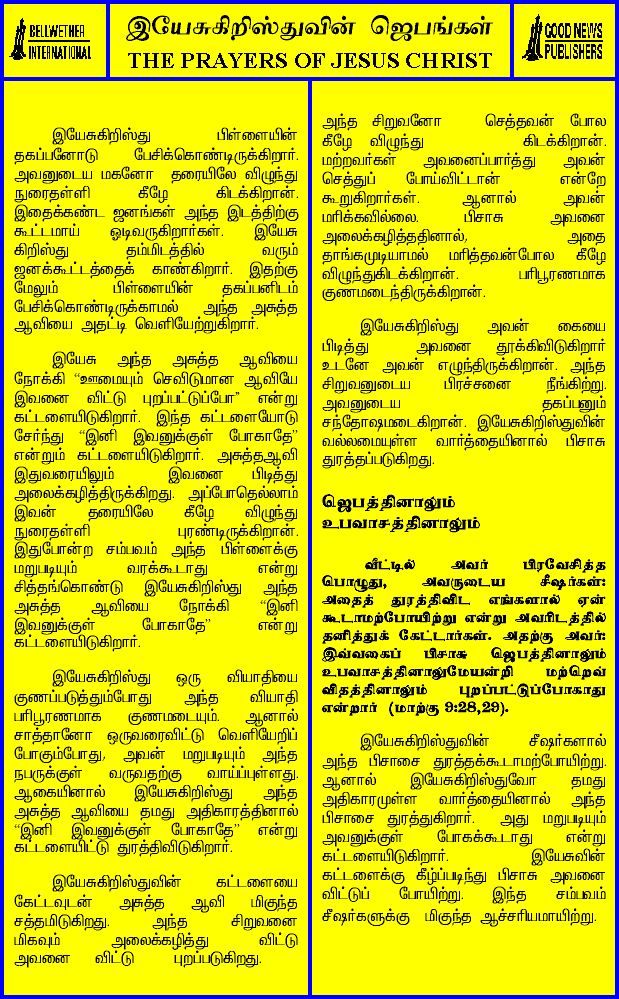 BELLWETHER
INTERNATIONAL
இயேசுகிறிஸ்துவின் ஜெபங்கள்
THE PRAYERS OF JESUS CHRIST
GOOD NEWS
PUBLISHERS
இயேசுகிறிஸ்து பிள்ளையின்
தகப்பனோடு பேசிக்கொண்டிருக்கிறார்.
அவனுடைய மகனோ தரையிலே விழுந்து
நுரைதள்ளி கீழே கிடக்கிறான்.
இதைக்கண்ட ஜனங்கள் அந்த இடத்திற்கு
கூட்டமாய் ஓடிவருகிறார்கள். இயேசு
கிறிஸ்து தம்மிடத்தில் வரும்
ஜனக்கூட்டத்தைக் காண்கிறார். இதற்கு
மேலும் பிள்ளையின் தகப்பனிடம்
பேசிக்கொண்டிருக்காமல் அந்த அசுத்த
ஆவியை அதட்டி வெளியேற்றுகிறார்.
இயேசு அந்த அசுத்த ஆவியை
நோக்கி “ஊமையும் செவிடுமான ஆவியே
இவனை விட்டு புறப்பட்டுப்போ” என்று
கட்டளையிடுகிறார். இந்த கட்டளையோடு
சேர்ந்து “இனி இவனுக்குள் போகாதே”
என்றும் கட்டளையிடுகிறார். அசுத்தஆவி
இதுவரையிலும் இவனை பிடித்து
அலைக்கழித்திருக்கிறது. அப்போதெல்லாம்
இவன் தரையிலே கீழே விழுந்து
நுரைதள்ளி புரண்டிருக்கிறான்.
இதுபோன்ற சம்பவம் அந்த பிள்ளைக்கு
மறுபடியும் வரக்கூடாது என்று
சித்தங்கொண்டு இயேசுகிறிஸ்து அந்த
அசுத்த ஆவியை நோக்கி “இனி
இவனுக்குள் போகாதே” என்று
கட்டளையிடுகிறார்.
இயேசுகிறிஸ்து ஒரு வியாதியை
குணப்படுத்தும்போது அந்த வியாதி
பரிபூரணமாக குணமடையும். ஆனால்
சாத்தானோ ஒருவரைவிட்டு வெளியேறிப்
போகும்போது, அவன் மறுபடியும் அந்த
நபருக்குள் வருவதற்கு வாய்ப்புள்ளது.
ஆகையினால் இயேசுகிறிஸ்து அந்த
அசுத்த ஆவியை தமது அதிகாரத்தினால்
“இனி இவனுக்குள் போகாதே” என்று
கட்டளையிட்டு துரத்திவிடுகிறார்.
இயேசுகிறிஸ்துவின் கட்டளையை
கேட்டவுடன் அசுத்த ஆவி மிகுந்த
சத்தமிடுகிறது. அந்த சிறுவனை
மிகவும் அலைக்கழித்து விட்டு
அவனை விட்டு புறப்படுகிறது.
அந்த சிறுவனோ செத்தவன் போல
கீழே விழுந்து கிடக்கிறான்.
மற்றவர்கள் அவனைப்பார்த்து அவன்
செத்துப் போய்விட்டான் என்றே
கூறுகிறார்கள். ஆனால் அவன்
மரிக்கவில்லை. பிசாசு அவனை
அலைக்கழித்ததினால், அதை
தாங்கமுடியாமல் மரித்தவன்போல கீழே
விழுந்துகிடக்கிறான். பரிபூரணமாக
குணமடைந்திருக்கிறான்.
இயேசுகிறிஸ்து அவன் கையை
பிடித்து அவனை தூக்கிவிடுகிறார்
உடனே அவன் எழுந்திருக்கிறான். அந்த
சிறுவனுடைய பிரச்சனை நீங்கிற்று.
அவனுடைய தகப்பனும்
சந்தோஷமடைகிறான். இயேசுகிறிஸ்துவின்
வல்லமையுள்ள வார்த்தையினால் பிசாசு
துரத்தப்படுகிறது.
ஜெபத்தினாலும்
உபவாசத்தினாலும்
வீட்டில் அவர் பிரவேசித்த
பொழுது, அவருடைய சீஷர்கள்:
அதைத் துரத்திவிட எங்களால் ஏன்
கூடாமற்போயிற்று என்று அவரிடத்தில்
தனித்துக் கேட்டார்கள். அதற்கு அவர்:
இவ்வகைப் பிசாசு ஜெபத்தினாலும்
உபவாசத்தினாலுமேயன்றி மற்றெவ்
விதத்தினாலும் புறப்பட்டுப்போகாது
என்றார் (மாற்கு 9:28,29).
இயேசுகிறிஸ்துவின் சீஷர்களால்
அந்த பிசாசை துரத்தக்கூடாமற்போயிற்று.
ஆனால் இயேசுகிறிஸ்துவோ தமது
அதிகாரமுள்ள வார்த்தையினால் அந்த
பிசாசை துரத்துகிறார். அது மறுபடியும்
அவனுக்குள் போகக்கூடாது என்று
கட்டளையிடுகிறார். இயேசுவின்
கட்டளைக்கு கீழ்ப்படிந்து பிசாசு அவனை
விட்டுப் போயிற்று. இந்த சம்பவம்
சீஷர்களுக்கு மிகுந்த ஆச்சரியமாயிற்று.